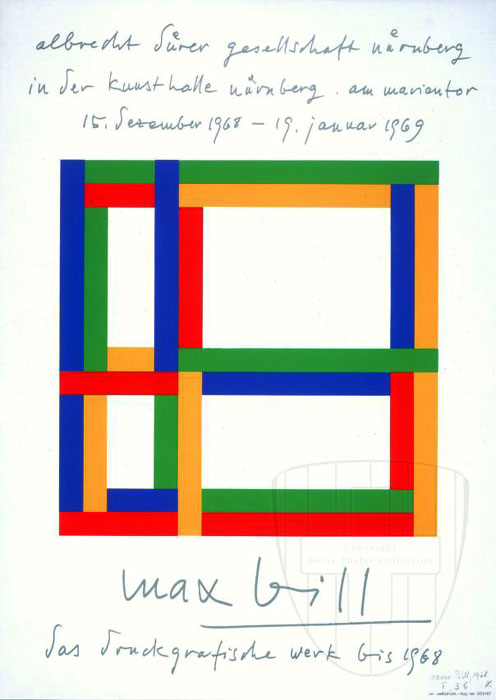 albrecht dürer gesellschaft nürnberg
in der kunsthalle nürnberg. am marientor
15. dezember 1968 – 19. januar 1969
Copyright
Swiss Poster Collection
max bill
das druckgrafische werk bis 1968